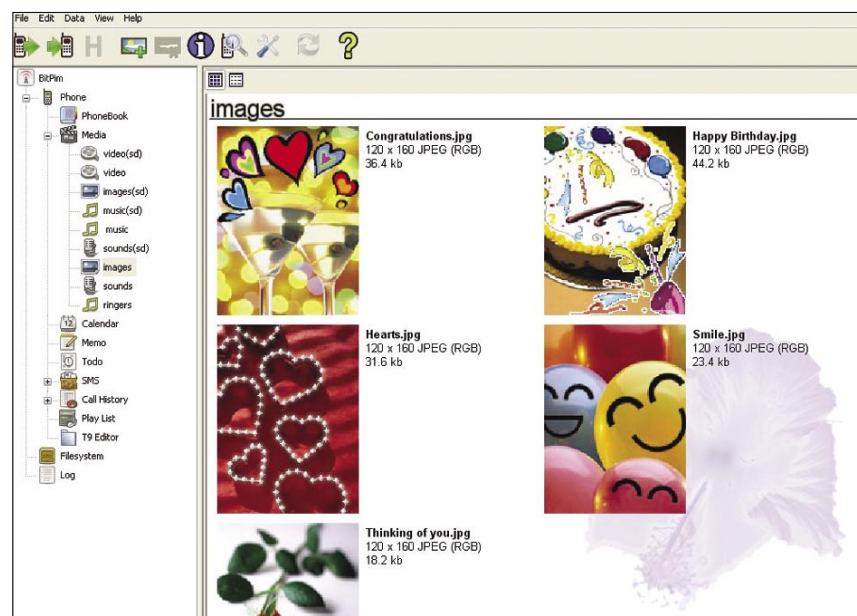 File Edit Data View Help
BitPim
Phone
PhoneBook
Media
video(sd)
video
images(sd)
music(sd)
music
sounds(sd)
images
sounds
ringers
12
Calendar
Memo
Todo
SMS
Call History
Play List
T9 Editor
Filesystem
Log
images
Congratulations.jpg
120 x 160 JPEG (RGB)
36.4 kb
Happy Birthday.jpg
120 x 160 JPEG (RGB)
44.2 kb
Hearts.jpg
120 x 160 JPEG (RGB)
31.6 kb
Smile.jpg
120 x 160 JPEG (RGB)
23.4 kb
Thinking of you.jpg
120 x 160 JPEG (RGB)
18.2 kb